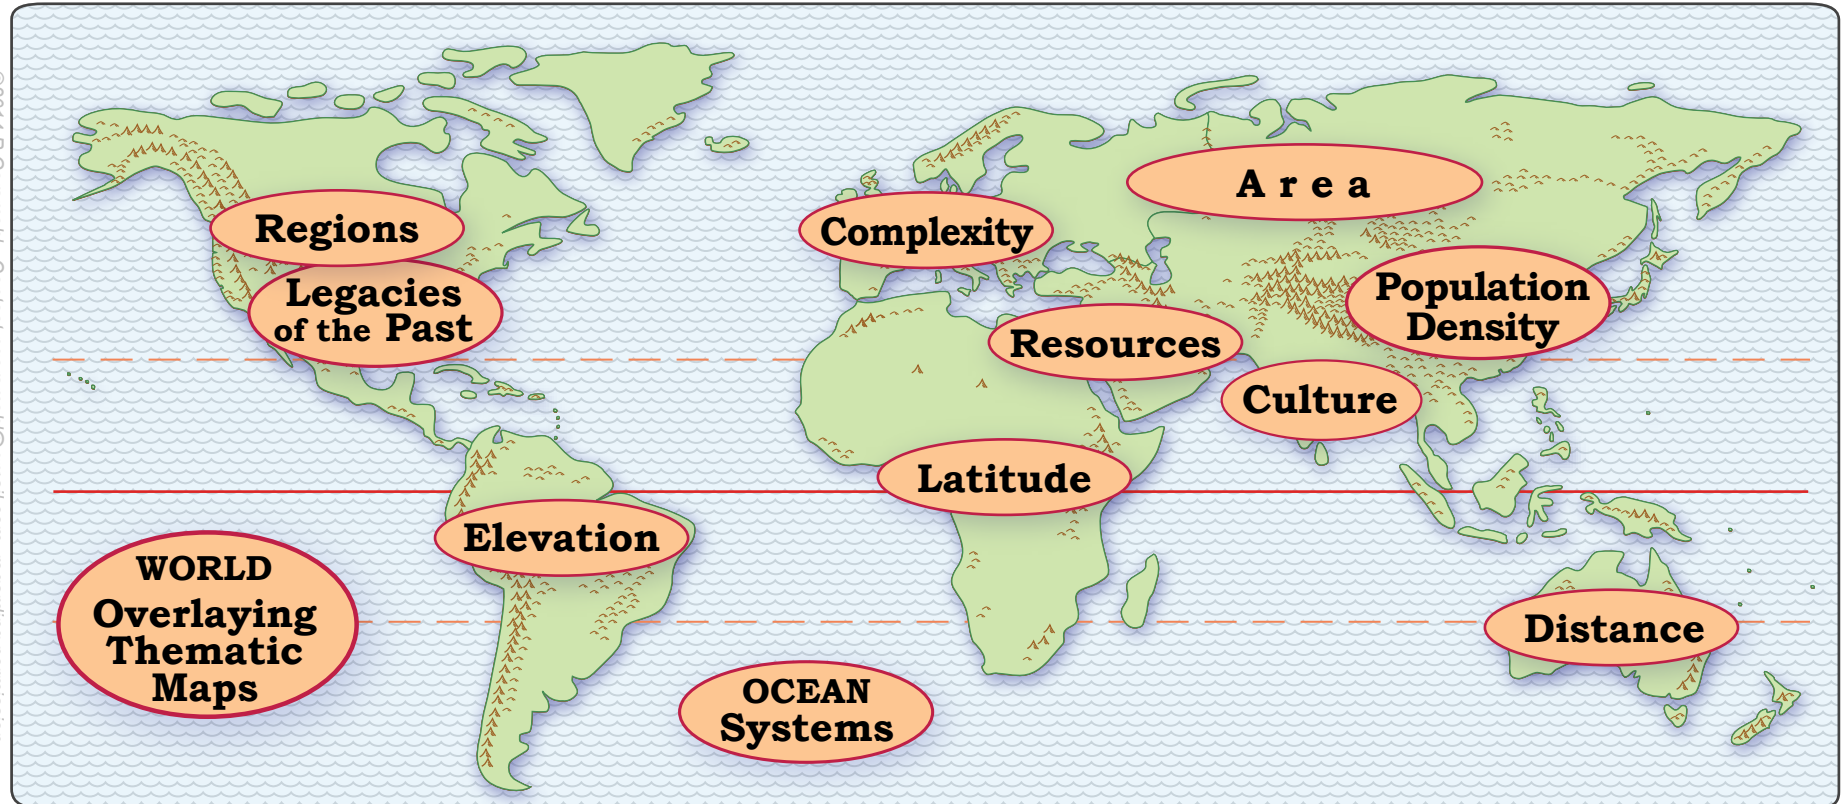 Area
Regions
Complexity
Legacies
of the Past
Population
Density
Resources
Culture
Latitude
Elevation
WORLD
Overlaying
Thematic
Maps
Distance
OCEAN
Systems